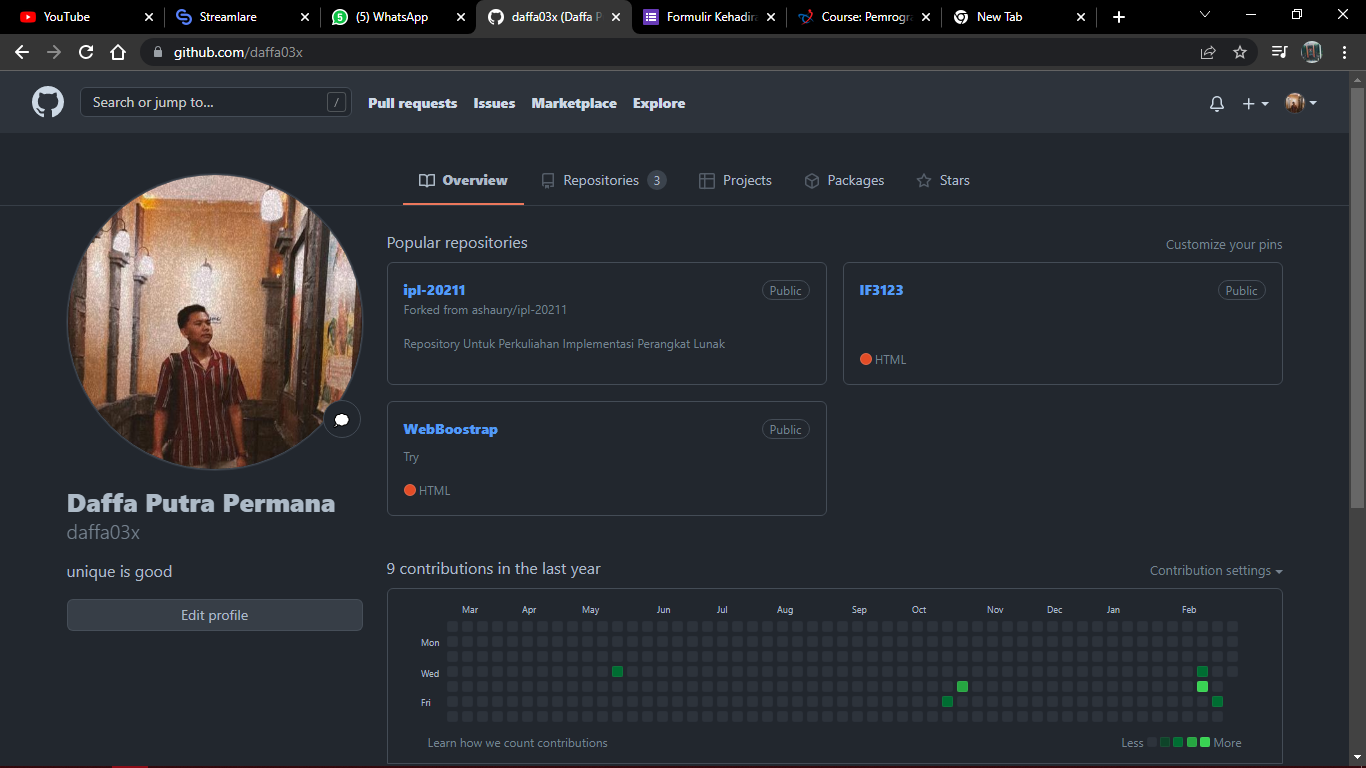 YouTube
Streamlare
(5) WhatsApp
daffa03x (Daffa P
Formulir Kehadira
Course: Pemrogra
New Tab
github.com/daffa03x
Search or jump to...
/
Pull requests
Issues
Marketplace
Explore
Overview
Repositories 3
Projects
Packages
Stars
Daffa Putra Permana
daffa03x
unique is good
Edit profile
Popular repositories
Customize your pins
ipl-20211
Public
Forked from ashaury/ipl-20211
Repository Untuk Perkuliahan Implementasi Perangkat Lunak
IF3123
Public
HTML
WebBoostrap
Public
Try
HTML
9 contributions in the last year
Contribution settings
Mar Apr May Jun Jul Aug Sep Oct Nov Dec Jan Feb
Mon
Wed
Fri
Learn how we count contributions
Less More